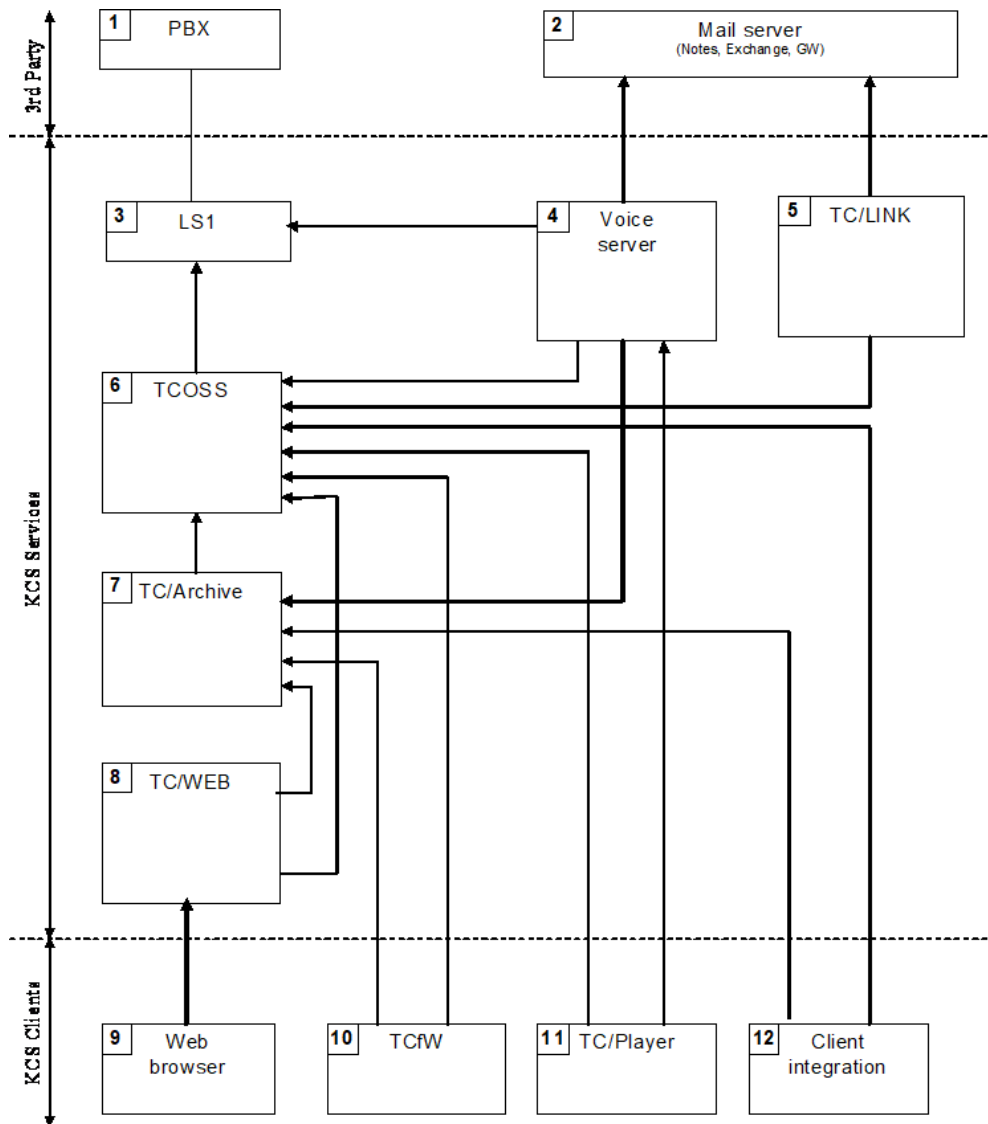 3rd Party
1
PBX
2
Mail server
(Notes, Exchange, GW)
KCS Services
3
LS1
4
Voice
server
5
TC/LINK
6
TCOSS
7
TC/Archive
8
TC/WEB
KCS Clients
9
Web
browser
10
TCfW
11
TC/Player
12
Client
integration